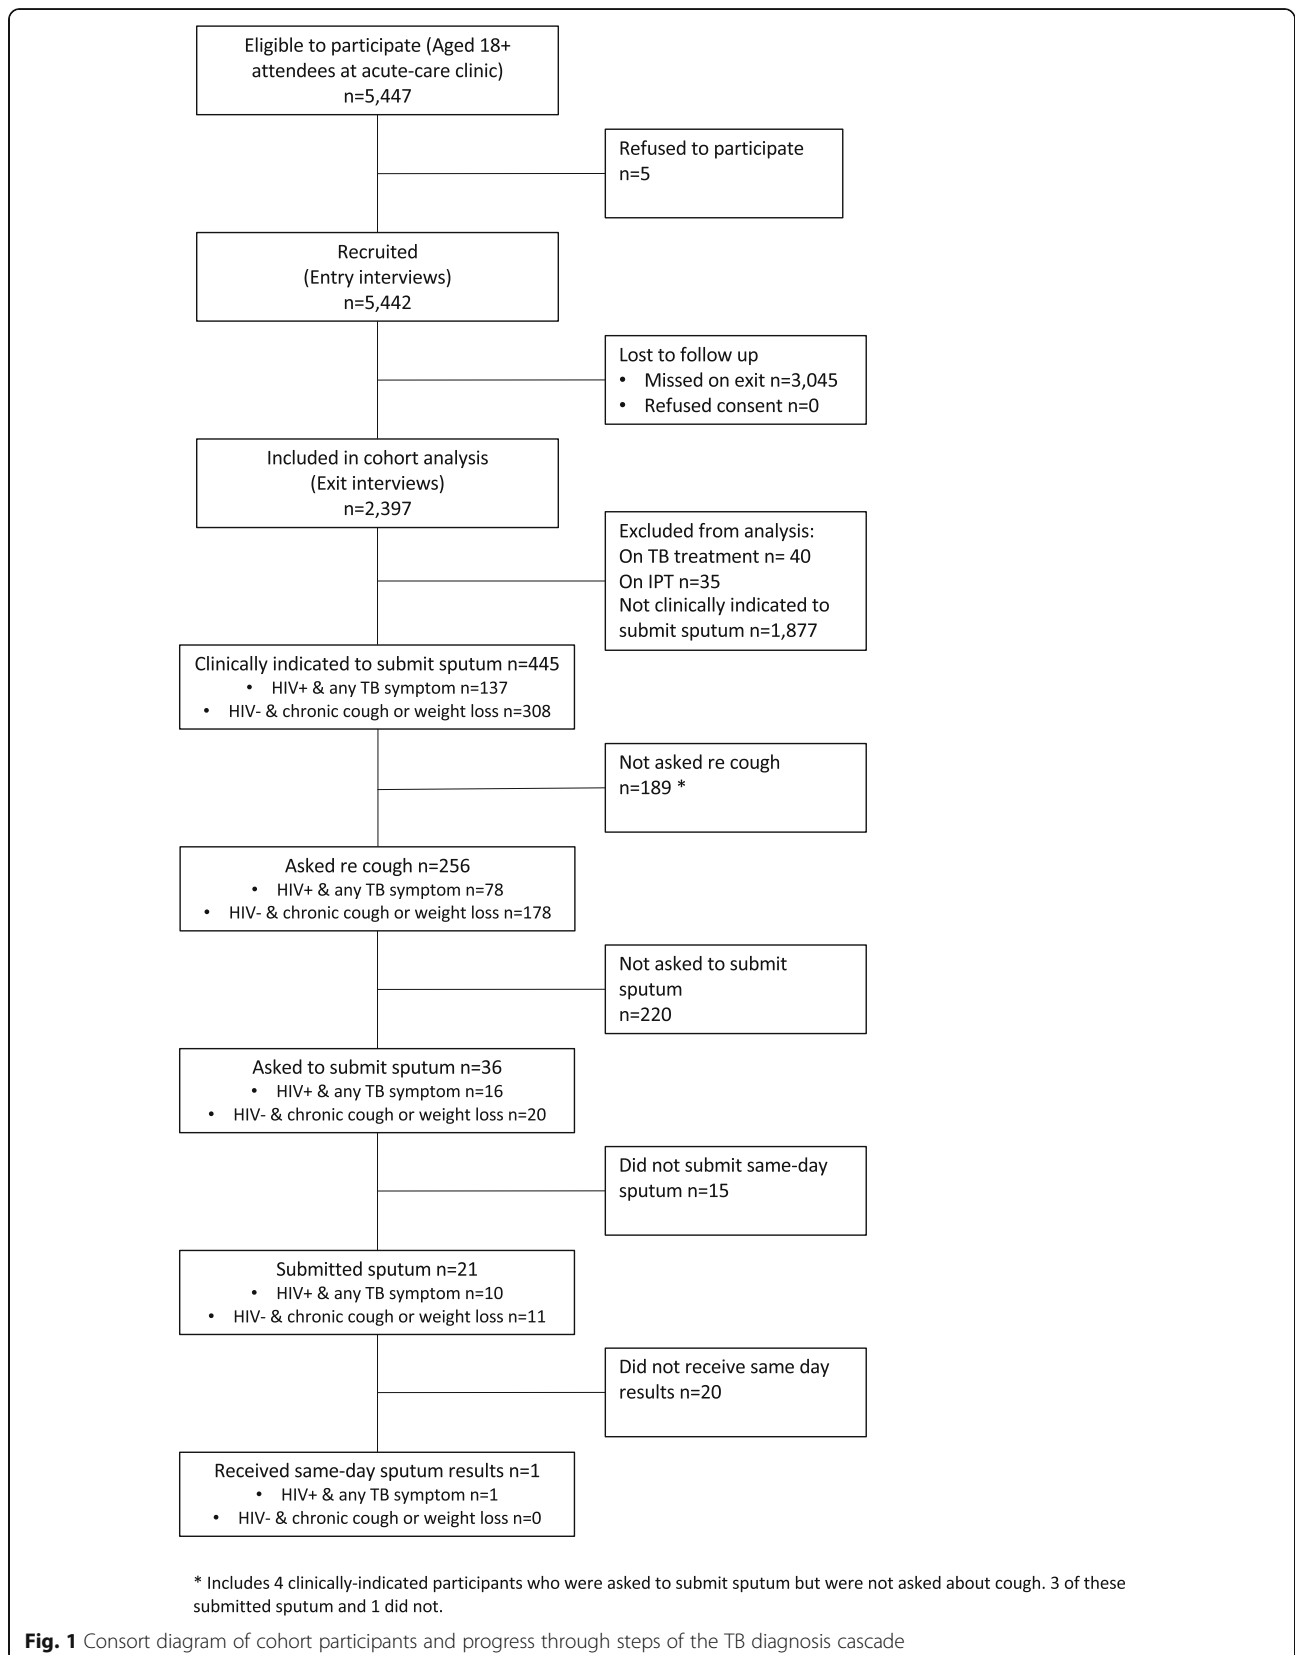 Eligible to participate (Aged 18+
attendees at acute-care clinic)
n=5,447
Refused to participate
n=5
Recruited
(Entry interviews)
n=5,442
Lost to follow up
• Missed on exit n=3,045
• Refused consent n=0
Included in cohort analysis
(Exit interviews)
n=2,397
Excluded from analysis:
On TB treatment n= 40
On IPT n=35
Not clinically indicated to
submit sputum n=1,877
Clinically indicated to submit sputum n=445
• HIV+ & any TB symptom n=137
• HIV- & chronic cough or weight loss n=308
Not asked re cough
n=189 *
Asked re cough n=256
• HIV+ & any TB symptom n=78
• HIV- & chronic cough or weight loss n=178
Not asked to submit
sputum
n=220
Asked to submit sputum n=36
• HIV+ & any TB symptom n=16
• HIV- & chronic cough or weight loss n=20
Did not submit same-day
sputum n=15
Submitted sputum n=21
• HIV+ & any TB symptom n=10
• HIV- & chronic cough or weight loss n=11
Did not receive same day
results n=20
Received same-day sputum results n=1
• HIV+ & any TB symptom n=1
• HIV- & chronic cough or weight loss n=0
* Includes 4 clinically-indicated participants who were asked to submit sputum but were not asked about cough. 3 of these
submitted sputum and 1 did not.
Fig. 1 Consort diagram of cohort participants and progress through steps of the TB diagnosis cascade